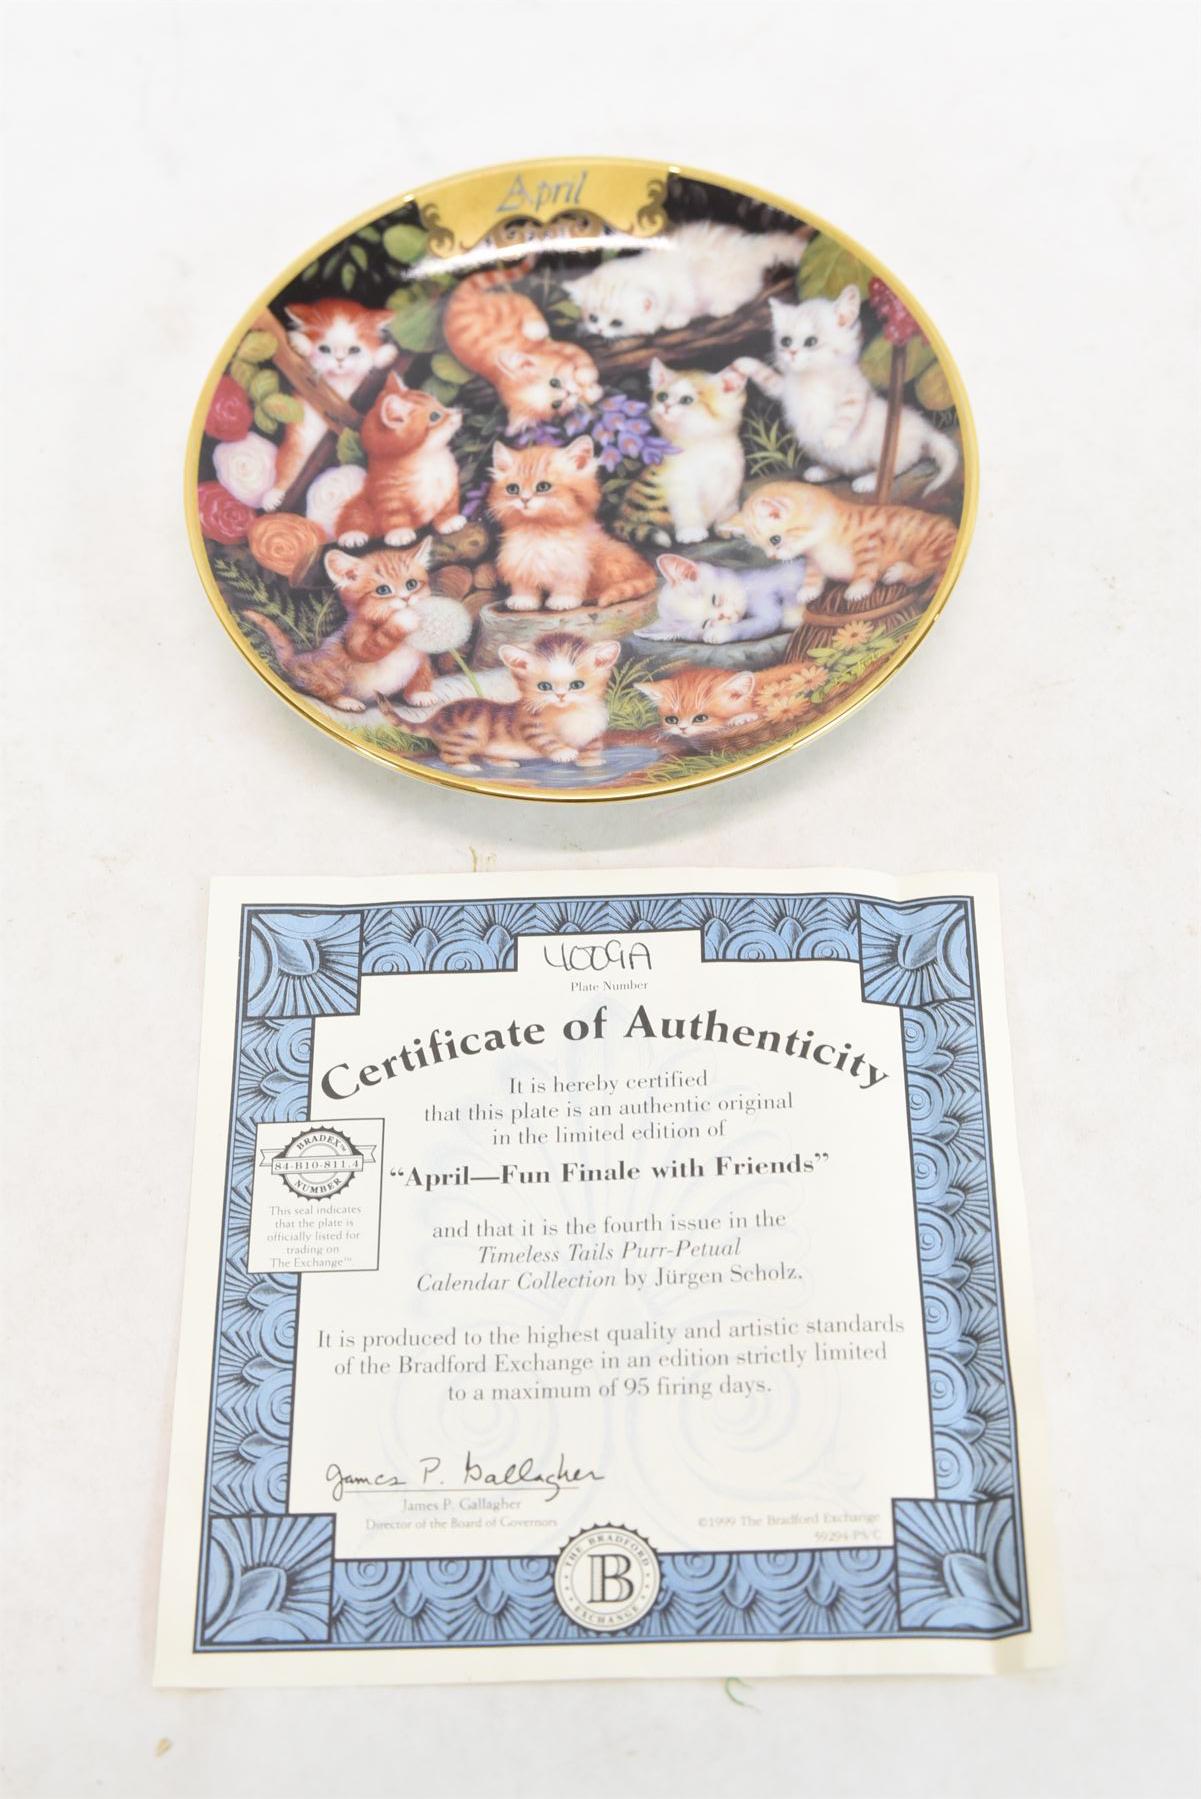 April
4009A
Plate Number
Certificate of Authenticity
It is hereby certified
that this plate is an authentic original
in the limited edition of
“April—Fun Finale with Friends”
and that it is the fourth issue in the
Timeless Tails Purr-Petual
Calendar Collection by Jürgen Scholz.
BRADEX™
84-B10-811.4
NUMBER
This seal indicates
that the plate is
officially listed for
trading on
The Exchange™.
It is produced to the highest quality and artistic standards
of the Bradford Exchange in an edition strictly limited
to a maximum of 95 firing days.
James P. Gallagher
James P. Gallagher
Director of the Board of Governors
©1999 The Bradford Exchange
59294-PS/C
THE BRADFORD
B
EXCHANGE